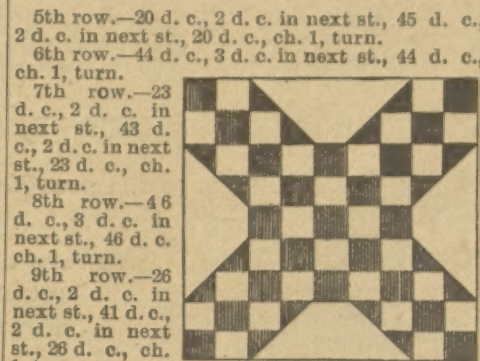 5th row.—20 d. c., 2 d. c. in next st., 45 d. c.,
2 d. c. in next st., 20 d. c., ch. 1, turn.
6th row.—44 d. c., 3 d. c. in next st., 44 d. c.,
ch. 1, turn.
7th row.—23
d. c., 2 d. c. in
next st., 43 d.
c., 2 d. c. in next
st., 23 d. c., ch.
1, turn.
8th row.—46
d. c., 3 d. c. in
next st., 46 d. c.
ch. 1, turn.
9th row.—26
d. c., 2 d. c. in
next st., 41 d. c.,
2 d. c. in next
st., 26 d. c., ch.